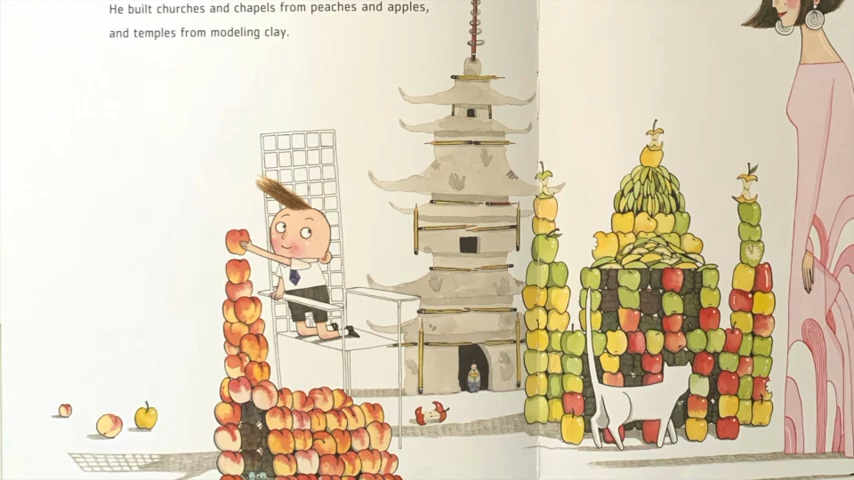 He built churches and chapels from peaches and apples,
and temples from modeling clay.